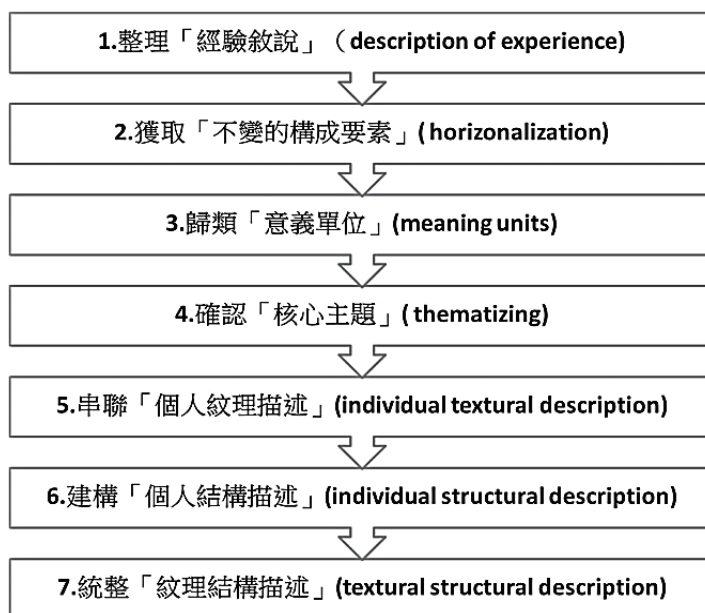 1.整理「經驗敘說」（description of experience)
2.獲取「不變的構成要素」( horizonalization)
3.歸類「意義單位」(meaning units)
4.確認「核心主題」( thematizing)
5.串聯「個人紋理描述」(individual textural description)
6.建構「個人結構描述」(individual structural description)
7.統整「紋理結構描述」(textural structural description)